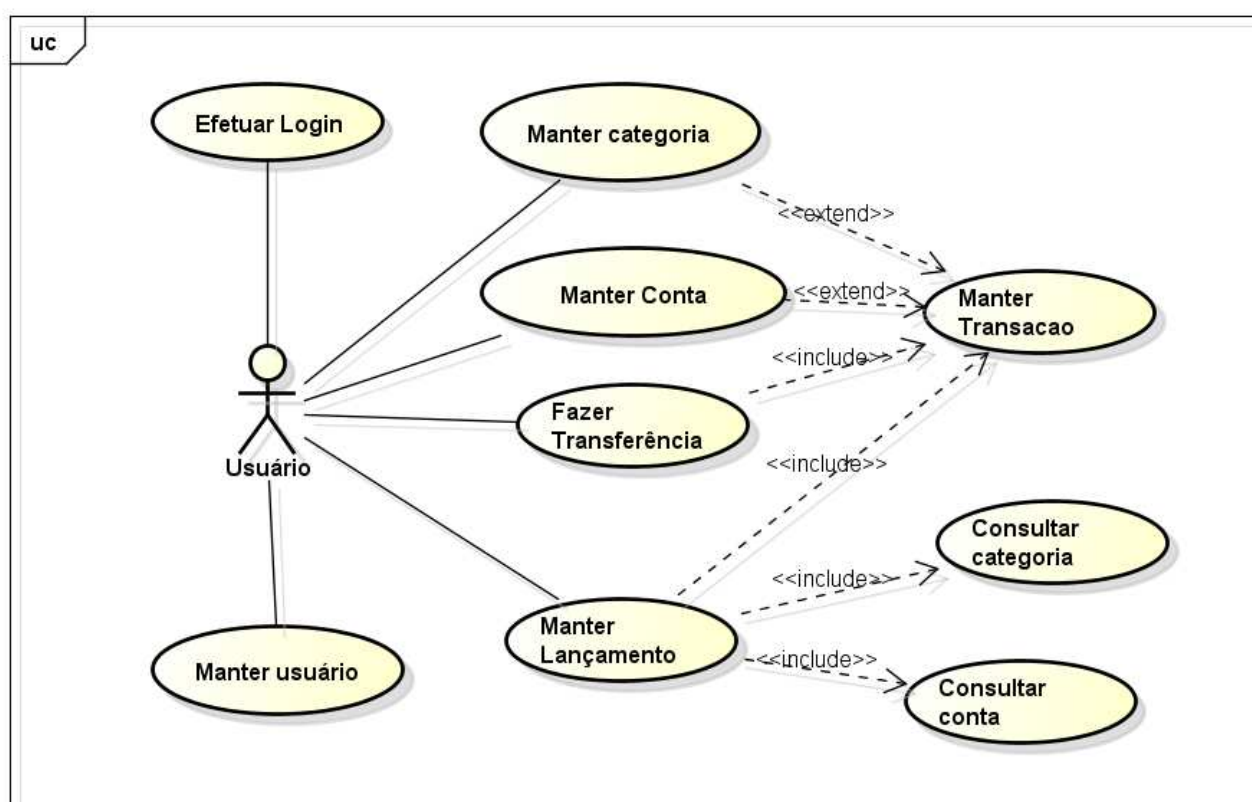 uc
Efetuar Login
Manter categoria
<<extend>>
Manter Conta
<<extend>>
Manter
Transacao
<<include>>
Fazer
Transferência
Usuário
<<include>>
Consultar
categoria
<<include>>
Manter
Lançamento
<<include>>
Manter usuário
Consultar
conta